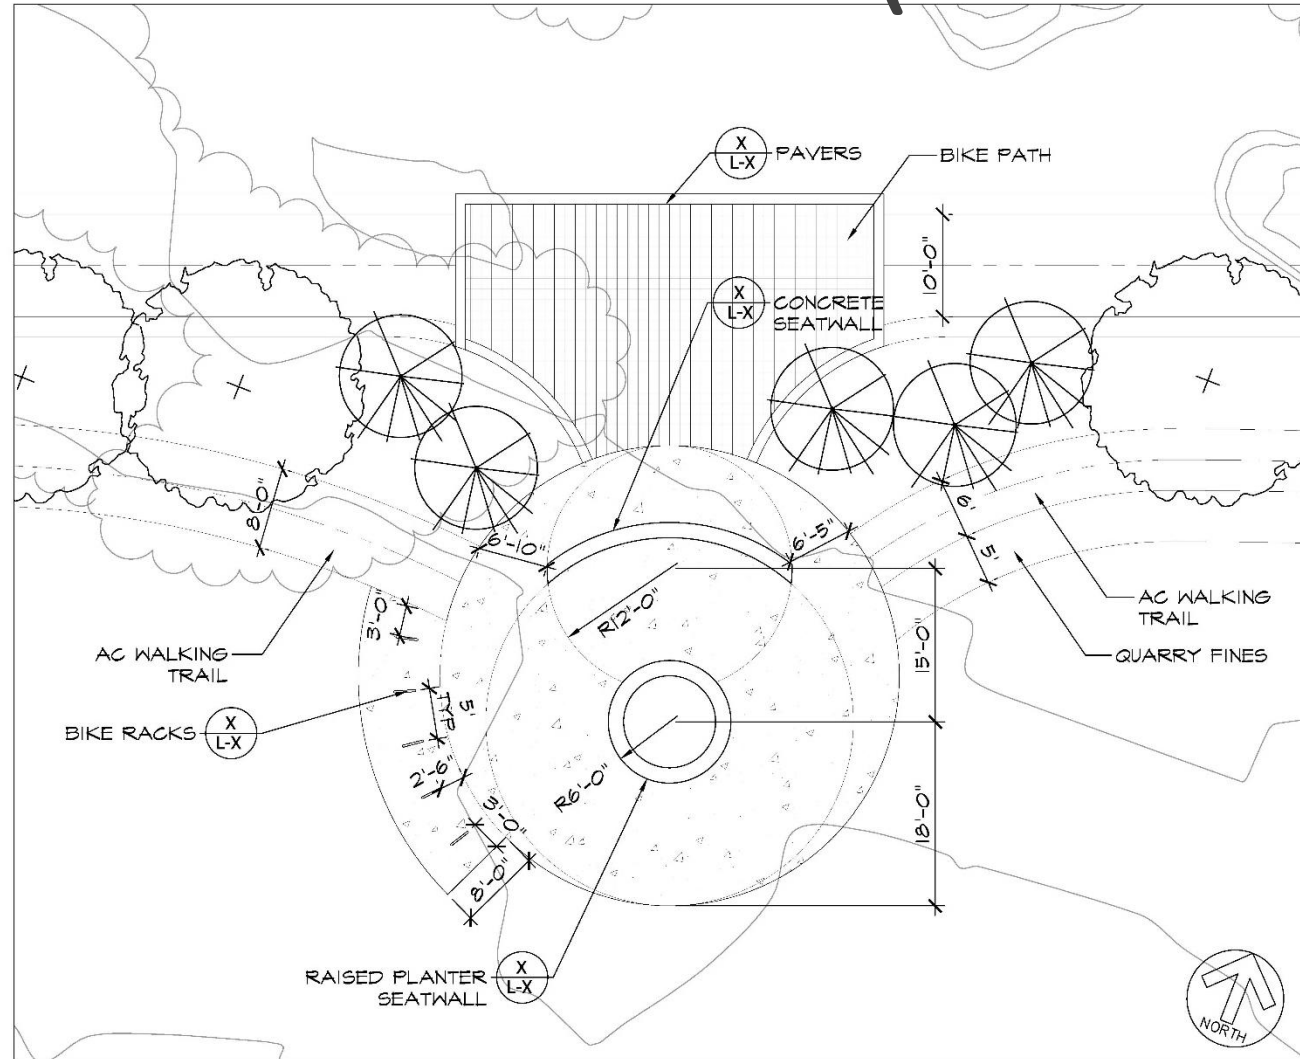 X
L-X
PAVERS
BIKE PATH
10'-0"
X
L-X
CONCRETE
SEATWALL
8'-0"
6'-10"
6'-5"
6'
5'
R12'-0"
3'-0"
AC WALKING
TRAIL
AC WALKING
TRAIL
QUARRY FINES
15'-0"
BIKE RACKS
X
L-X
5'
TYP
2'-6"
R6'-0"
3'-0"
8'-0"
18'-0"
RAISED PLANTER
SEATWALL
X
L-X
NORTH